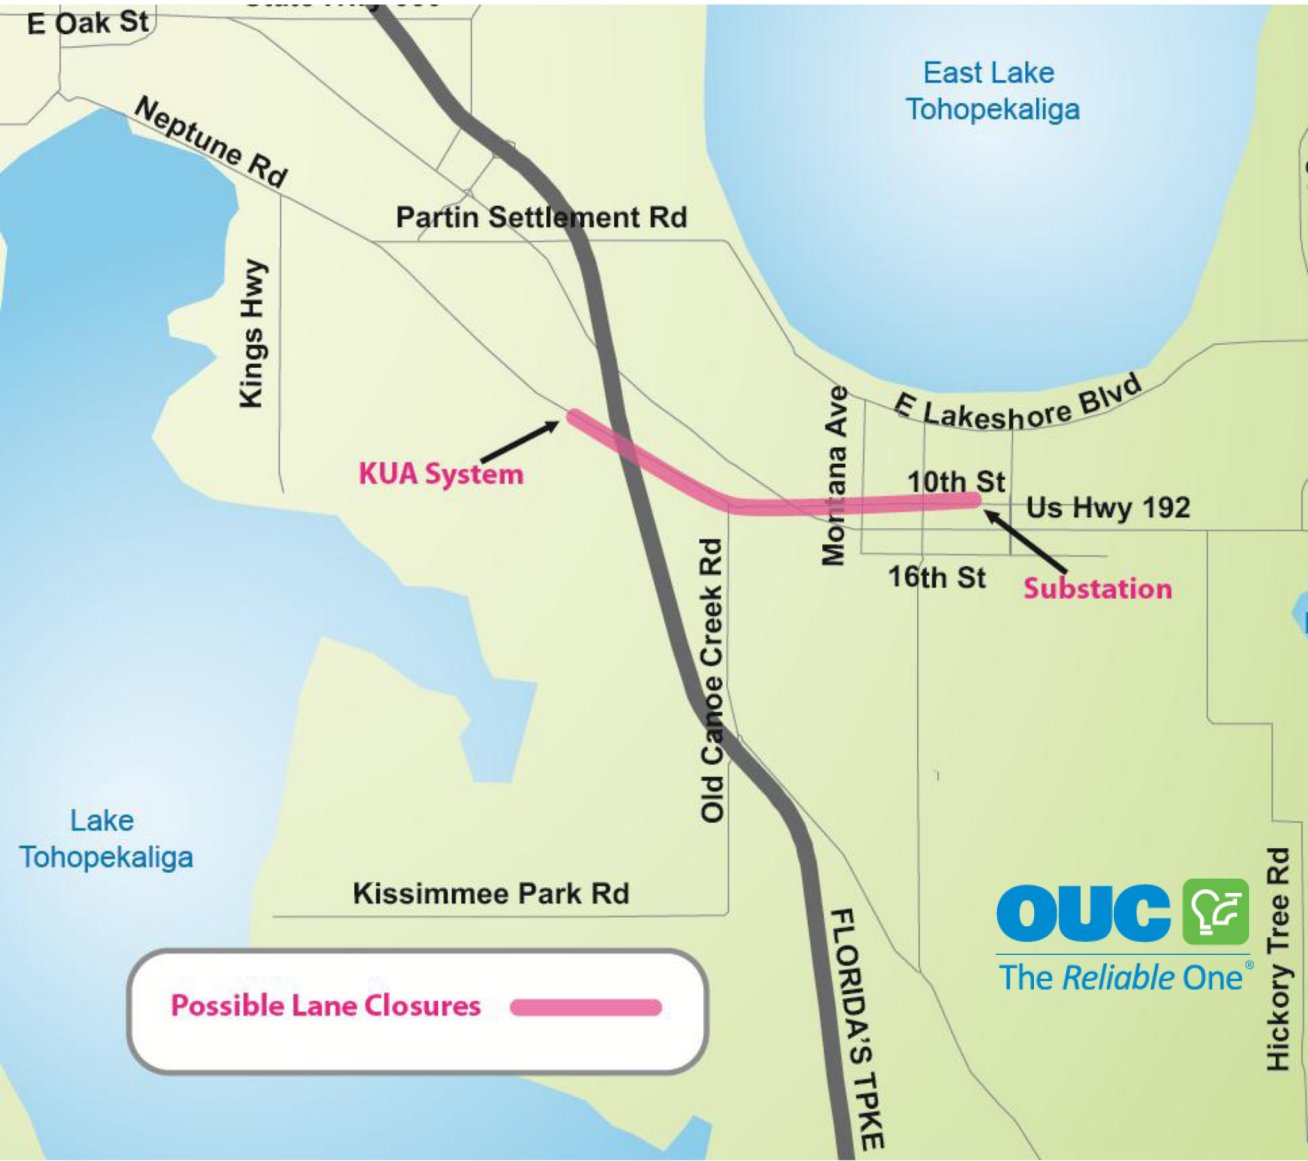 E Oak St
East Lake
Tohopekaliga
Neptune Rd
Partin Settlement Rd
Kings Hwy
E Lakeshore Blvd
Montana Ave
KUA System
10th St
Us Hwy 192
16th St
Substation
Old Canoe Creek Rd
Lake
Tohopekaliga
Kissimmee Park Rd
OUC
The Reliable One®
Hickory Tree Rd
FLORIDA'S TPKE
Possible Lane Closures